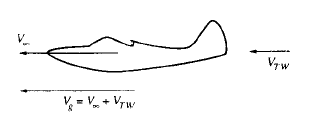 V∞
V_TW
V_g = V∞ + V_TW